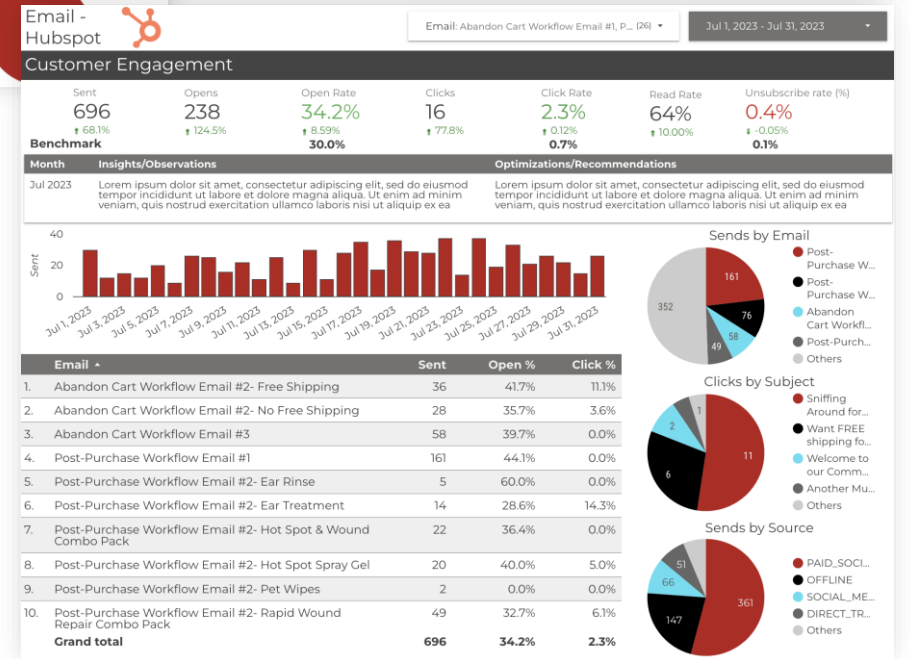 Email -
Hubspot
Email: Abandon Cart Workflow Email #1, P... (26)
Jul 1, 2023 - Jul 31, 2023
Customer Engagement
Sent
696
68.1%
Opens
238
124.5%
Open Rate
34.2%
8.59%
Clicks
16
77.8%
Click Rate
2.3%
0.12%
Read Rate
64%
10.00%
Unsubscribe rate (%)
0.4%
-0.05%
Benchmark
30.0%
0.7%
0.1%
Month Insights/Observations Optimizations/Recommendations
Jul 2023
Lorem ipsum dolor sit amet, consectetur adipiscing elit, sed do eiusmod
tempor incididunt ut labore et dolore magna aliqua. Ut enim ad minim
veniam, quis nostrud exercitation ullamco laboris nisi ut aliquip ex ea
Lorem ipsum dolor sit amet, consectetur adipiscing elit, sed do eiusmod
tempor incididunt ut labore et dolore magna aliqua. Ut enim ad minim
veniam, quis nostrud exercitation ullamco laboris nisi ut aliquip ex ea
Sent
40
20
0
Jul 1, 2023
Jul 3, 2023
Jul 5, 2023
Jul 7, 2023
Jul 9, 2023
Jul 11, 2023
Jul 13, 2023
Jul 15, 2023
Jul 17, 2023
Jul 19, 2023
Jul 21, 2023
Jul 23, 2023
Jul 25, 2023
Jul 27, 2023
Jul 29, 2023
Jul 31, 2023
Sends by Email
161
76
58
49
352
Post-
Purchase W...
Post-
Purchase W...
Abandon
Cart Workfl...
Post-Purch...
Others
Email Sent Open % Click %
1. Abandon Cart Workflow Email #2- Free Shipping 36 41.7% 11.1%
2. Abandon Cart Workflow Email #2- No Free Shipping 28 35.7% 3.6%
3. Abandon Cart Workflow Email #3 58 39.7% 0.0%
4. Post-Purchase Workflow Email #1 161 44.1% 0.0%
5. Post-Purchase Workflow Email #2- Ear Rinse 5 60.0% 0.0%
6. Post-Purchase Workflow Email #2- Ear Treatment 14 28.6% 14.3%
7. Post-Purchase Workflow Email #2- Hot Spot & Wound 22 36.4% 0.0%
Combo Pack
8. Post-Purchase Workflow Email #2- Hot Spot Spray Gel 20 40.0% 5.0%
9. Post-Purchase Workflow Email #2- Pet Wipes 2 0.0% 0.0%
10. Post-Purchase Workflow Email #2- Rapid Wound 49 32.7% 6.1%
Repair Combo Pack
Grand total 696 34.2% 2.3%
Clicks by Subject
11
6
2
1
Sniffing
Around for...
Want FREE
shipping fo...
Welcome to
our Comm...
Another Mu...
Others
Sends by Source
361
147
66
51
PAID_SOCI...
OFFLINE
SOCIAL_ME...
DIRECT_TR...
Others